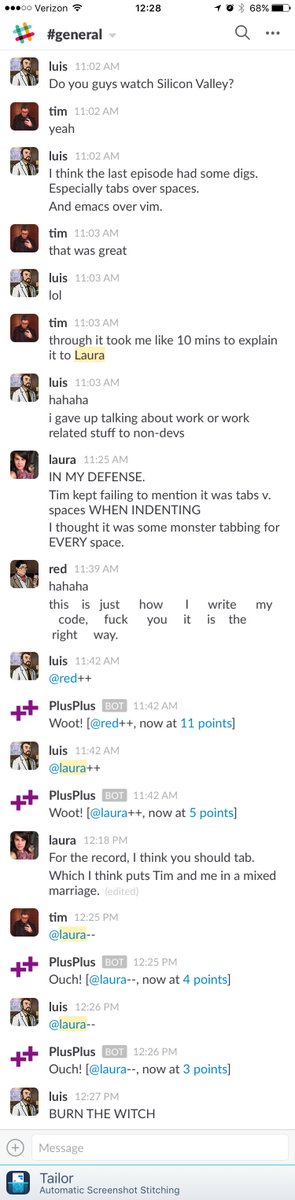 Verizon 12:28 68%
#general
luis 11:02 AM
Do you guys watch Silicon Valley?
tim 11:02 AM
yeah
luis 11:02 AM
I think the last episode had some digs.
Especially tabs over spaces.
And emacs over vim.
tim 11:03 AM
that was great
luis 11:03 AM
lol
tim 11:03 AM
through it took me like 10 mins to explain
it to Laura
luis 11:03 AM
hahaha
i gave up talking about work or work
related stuff to non-devs
laura 11:25 AM
IN MY DEFENSE.
Tim kept failing to mention it was tabs v.
spaces WHEN INDENTING
I thought it was some monster tabbing for
EVERY space.
red 11:39 AM
hahaha
this is just how I write my
code, fuck you it is the
right way.
luis 11:42 AM
@red++
PlusPlus BOT 11:42 AM
Woot! [@red++, now at 11 points]
luis 11:42 AM
@laura++
PlusPlus BOT 11:42 AM
Woot! [@laura++, now at 5 points]
laura 12:18 PM
For the record, I think you should tab.
Which I think puts Tim and me in a mixed
marriage. (edited)
tim 12:25 PM
@laura--
PlusPlus BOT 12:25 PM
Ouch! [@laura--, now at 4 points]
luis 12:26 PM
@laura--
PlusPlus BOT 12:26 PM
Ouch! [@laura--, now at 3 points]
luis 12:27 PM
BURN THE WITCH
Message
Tailor
Automatic Screenshot Stitching